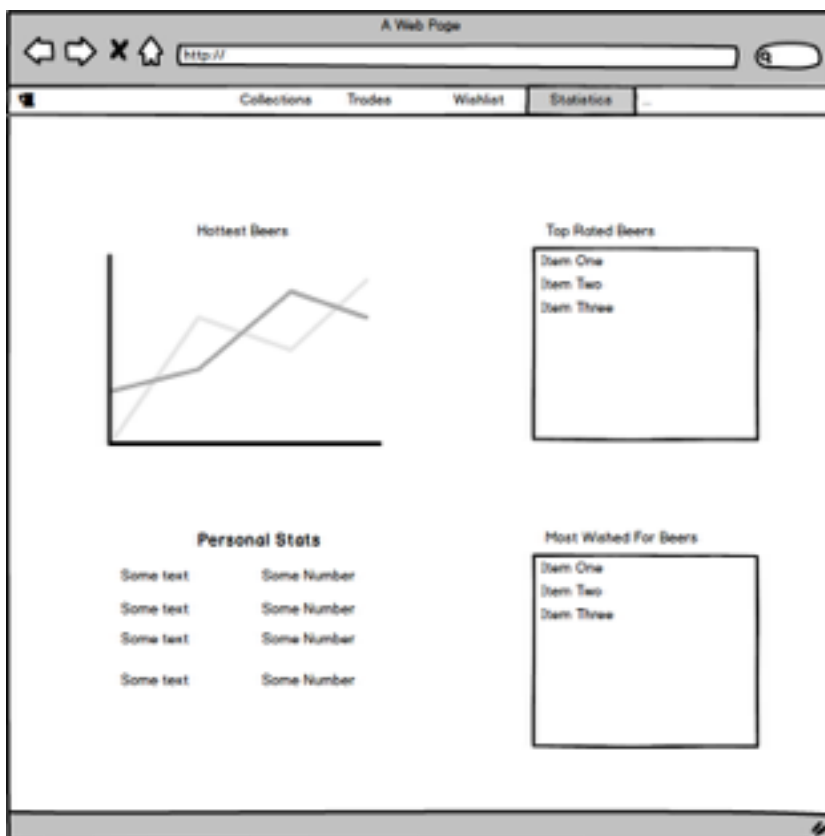 A Web Page
http://
Collections Trades Wishlist Statistics ...
Hottest Beers
Top Rated Beers
Item One
Item Two
Item Three
Personal Stats
Some text Some Number
Some text Some Number
Some text Some Number
Some text Some Number
Most Wished For Beers
Item One
Item Two
Item Three